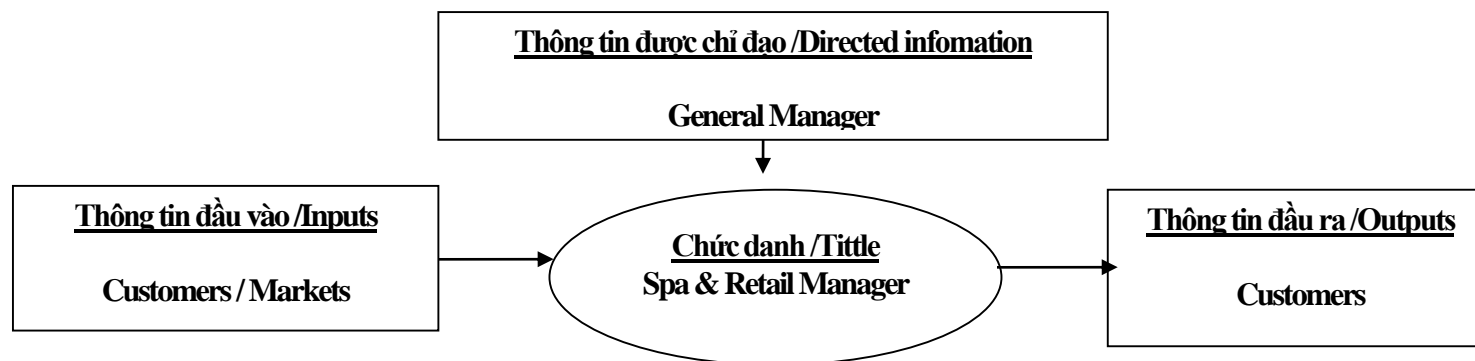 Thông tin được chỉ đạo /Directed infomation
General Manager
Thông tin đầu vào /Inputs
Customers / Markets
Chức danh /Tittle
Spa & Retail Manager
Thông tin đầu ra /Outputs
Customers